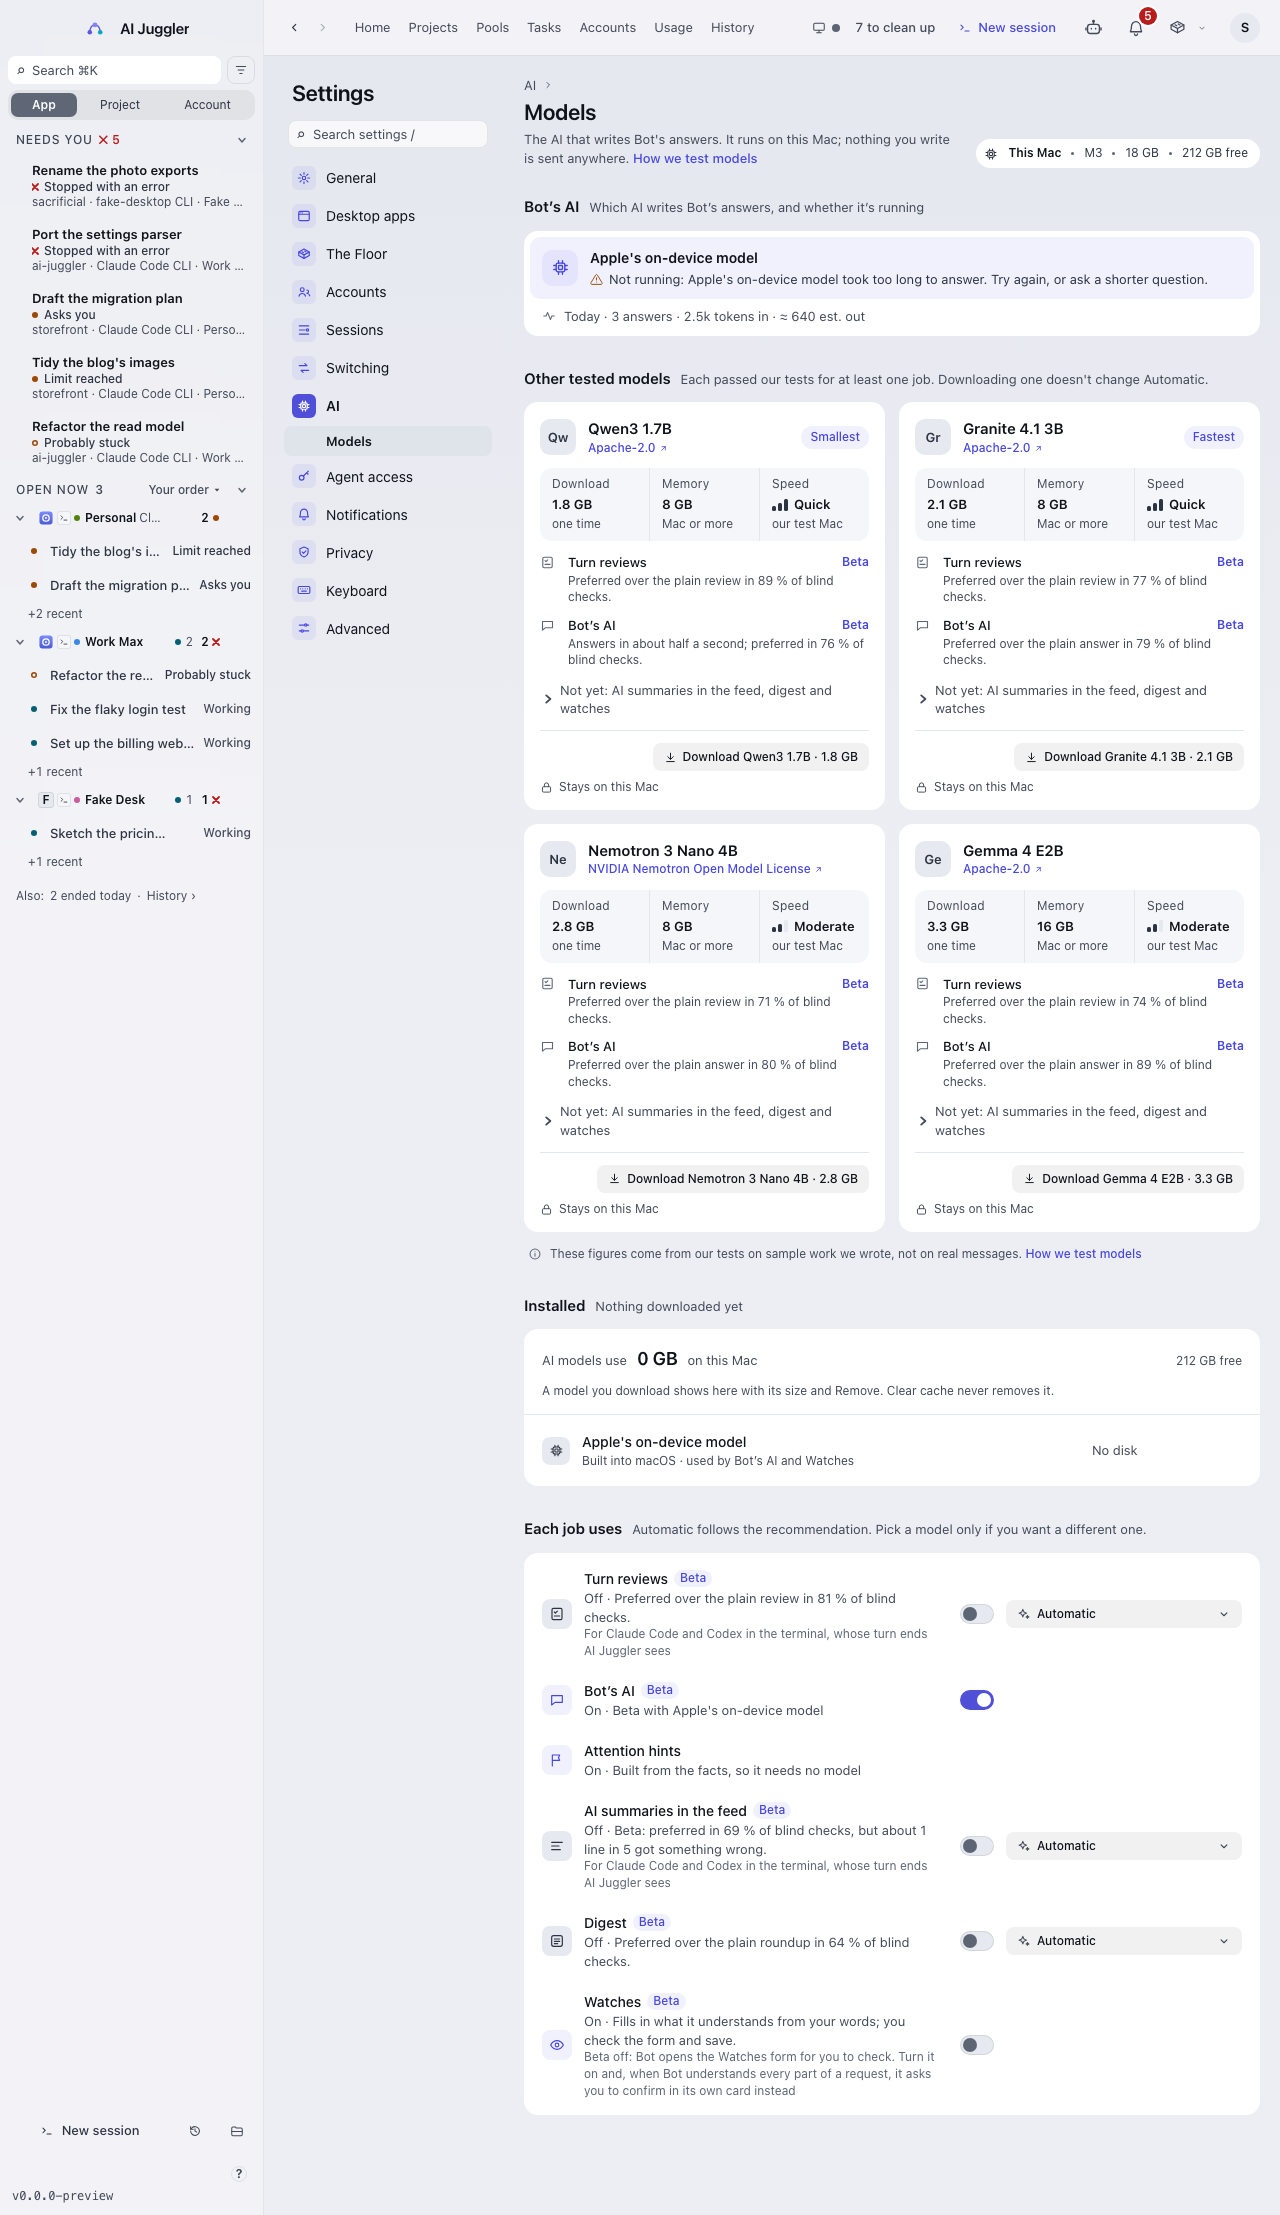 AI Juggler
Search ⌘K
App Project Account
NEEDS YOU 5
Rename the photo exports
Stopped with an error
sacrificial · fake-desktop CLI · Fake ...
Port the settings parser
Stopped with an error
ai-juggler · Claude Code CLI · Work ...
Draft the migration plan
Asks you
storefront · Claude Code CLI · Perso...
Tidy the blog's images
Limit reached
storefront · Claude Code CLI · Perso...
Refactor the read model
Probably stuck
ai-juggler · Claude Code CLI · Work ...
OPEN NOW 3 Your order
Personal Cl... 2
Tidy the blog's i... Limit reached
Draft the migration p... Asks you
+2 recent
Work Max 2 2
Refactor the re... Probably stuck
Fix the flaky login test Working
Set up the billing web... Working
+1 recent
F Fake Desk 1 1
Sketch the pricin... Working
+1 recent
Also: 2 ended today · History ›
New session
?
v0.0.0-preview
Home Projects Pools Tasks Accounts Usage History 7 to clean up New session 5 S
Settings
Search settings /
General
Desktop apps
The Floor
Accounts
Sessions
Switching
AI
Models
Agent access
Notifications
Privacy
Keyboard
Advanced
AI ›
Models
The AI that writes Bot's answers. It runs on this Mac; nothing you write
is sent anywhere. How we test models
This Mac • M3 • 18 GB • 212 GB free
Bot's AI Which AI writes Bot's answers, and whether it's running
Apple's on-device model
Not running: Apple's on-device model took too long to answer. Try again, or ask a shorter question.
Today · 3 answers · 2.5k tokens in · ≈ 640 est. out
Other tested models Each passed our tests for at least one job. Downloading one doesn't change Automatic.
Qw Qwen3 1.7B Smallest
Apache-2.0 ↗
Download Memory Speed
1.8 GB 8 GB Quick
one time Mac or more our test Mac
Turn reviews Beta
Preferred over the plain review in 89 % of blind
checks.
Bot's AI Beta
Answers in about half a second; preferred in 76 % of
blind checks.
Not yet: AI summaries in the feed, digest and
watches
Download Qwen3 1.7B · 1.8 GB
Stays on this Mac
Gr Granite 4.1 3B Fastest
Apache-2.0 ↗
Download Memory Speed
2.1 GB 8 GB Quick
one time Mac or more our test Mac
Turn reviews Beta
Preferred over the plain review in 77 % of blind
checks.
Bot's AI Beta
Preferred over the plain answer in 79 % of blind
checks.
Not yet: AI summaries in the feed, digest and
watches
Download Granite 4.1 3B · 2.1 GB
Stays on this Mac
Ne Nemotron 3 Nano 4B
NVIDIA Nemotron Open Model License ↗
Download Memory Speed
2.8 GB 8 GB Moderate
one time Mac or more our test Mac
Turn reviews Beta
Preferred over the plain review in 71 % of blind
checks.
Bot's AI Beta
Preferred over the plain answer in 80 % of blind
checks.
Not yet: AI summaries in the feed, digest and
watches
Download Nemotron 3 Nano 4B · 2.8 GB
Stays on this Mac
Ge Gemma 4 E2B
Apache-2.0 ↗
Download Memory Speed
3.3 GB 16 GB Moderate
one time Mac or more our test Mac
Turn reviews Beta
Preferred over the plain review in 74 % of blind
checks.
Bot's AI Beta
Preferred over the plain answer in 89 % of blind
checks.
Not yet: AI summaries in the feed, digest and
watches
Download Gemma 4 E2B · 3.3 GB
Stays on this Mac
These figures come from our tests on sample work we wrote, not on real messages. How we test models
Installed Nothing downloaded yet
AI models use 0 GB on this Mac 212 GB free
A model you download shows here with its size and Remove. Clear cache never removes it.
Apple's on-device model No disk
Built into macOS · used by Bot's AI and Watches
Each job uses Automatic follows the recommendation. Pick a model only if you want a different one.
Turn reviews Beta
Off · Preferred over the plain review in 81 % of blind
checks.
For Claude Code and Codex in the terminal, whose turn ends
AI Juggler sees
Automatic
Bot's AI Beta
On · Beta with Apple's on-device model
Attention hints
On · Built from the facts, so it needs no model
AI summaries in the feed Beta
Off · Beta: preferred in 69 % of blind checks, but about 1
line in 5 got something wrong.
For Claude Code and Codex in the terminal, whose turn ends
AI Juggler sees
Automatic
Digest Beta
Off · Preferred over the plain roundup in 64 % of blind
checks.
Automatic
Watches Beta
On · Fills in what it understands from your words; you
check the form and save.
Beta off: Bot opens the Watches form for you to check. Turn it
on and, when Bot understands every part of a request, it asks
you to confirm in its own card instead